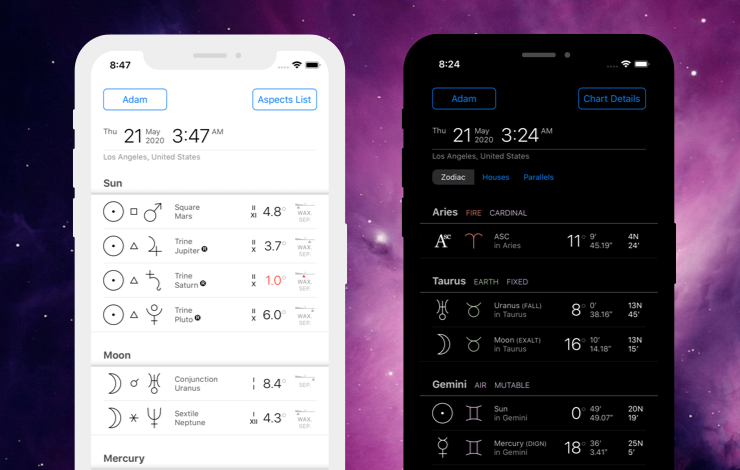 8:47
Adam
Aspects List
Thu 21 May 2020 3:47 AM
Los Angeles, United States
Sun
Square Mars II XI 4.8° WAX. SEP.
Trine Jupiter R II X 3.7° WAX. SEP.
Trine Saturn R II X 1.0° WAX. SEP.
Trine Pluto R II X 6.0° WAX. SEP.
Moon
Conjunction Uranus I I 8.4° SEP.
Sextile Neptune I XII 4.3° WAX. SEP.
Mercury
8:24
Adam
Chart Details
Thu 21 May 2020 3:24 AM
Los Angeles, United States
Zodiac Houses Parallels
Aries FIRE CARDINAL
Asc ASC in Aries 11° 9' 45.19" 4N 24'
Taurus EARTH FIXED
Uranus (FALL) in Taurus 8° 0' 38.16" 13N 45'
Moon (EXALT) in Taurus 16° 10' 14.18" 13N 15'
Gemini AIR MUTABLE
Sun in Gemini 0° 49' 49.07" 20N 19'
Mercury (DIGN) in Gemini 18° 36' 3.41" 25N 5'